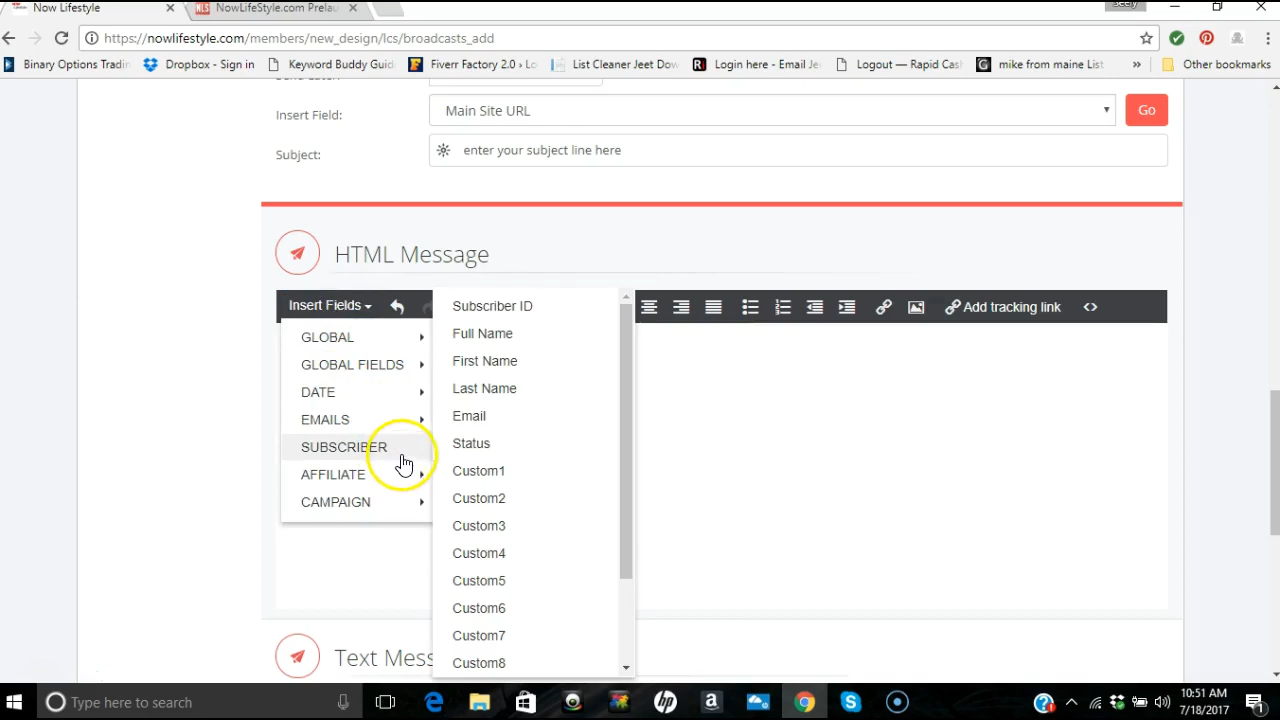 Now Lifestyle
NowLifeStyle.com Prelau
Seely
https://nowlifestyle.com/members/new_design/lcs/broadcasts_add
Binary Options Tradin
Dropbox - Sign in
Keyword Buddy Guid
Fiverr Factory 2.0 › Lo
List Cleaner Jeet Dow
Login here - Email Je
Logout — Rapid Cas
mike from maine List
» Other bookmarks
Insert Field:
Main Site URL
Go
Subject:
enter your subject line here
HTML Message
Insert Fields
Add tracking link
GLOBAL
GLOBAL FIELDS
DATE
EMAILS
SUBSCRIBER
AFFILIATE
CAMPAIGN
Subscriber ID
Full Name
First Name
Last Name
Email
Status
Custom1
Custom2
Custom3
Custom4
Custom5
Custom6
Custom7
Custom8
Text Mess
Type here to search
10:51 AM
7/18/2017